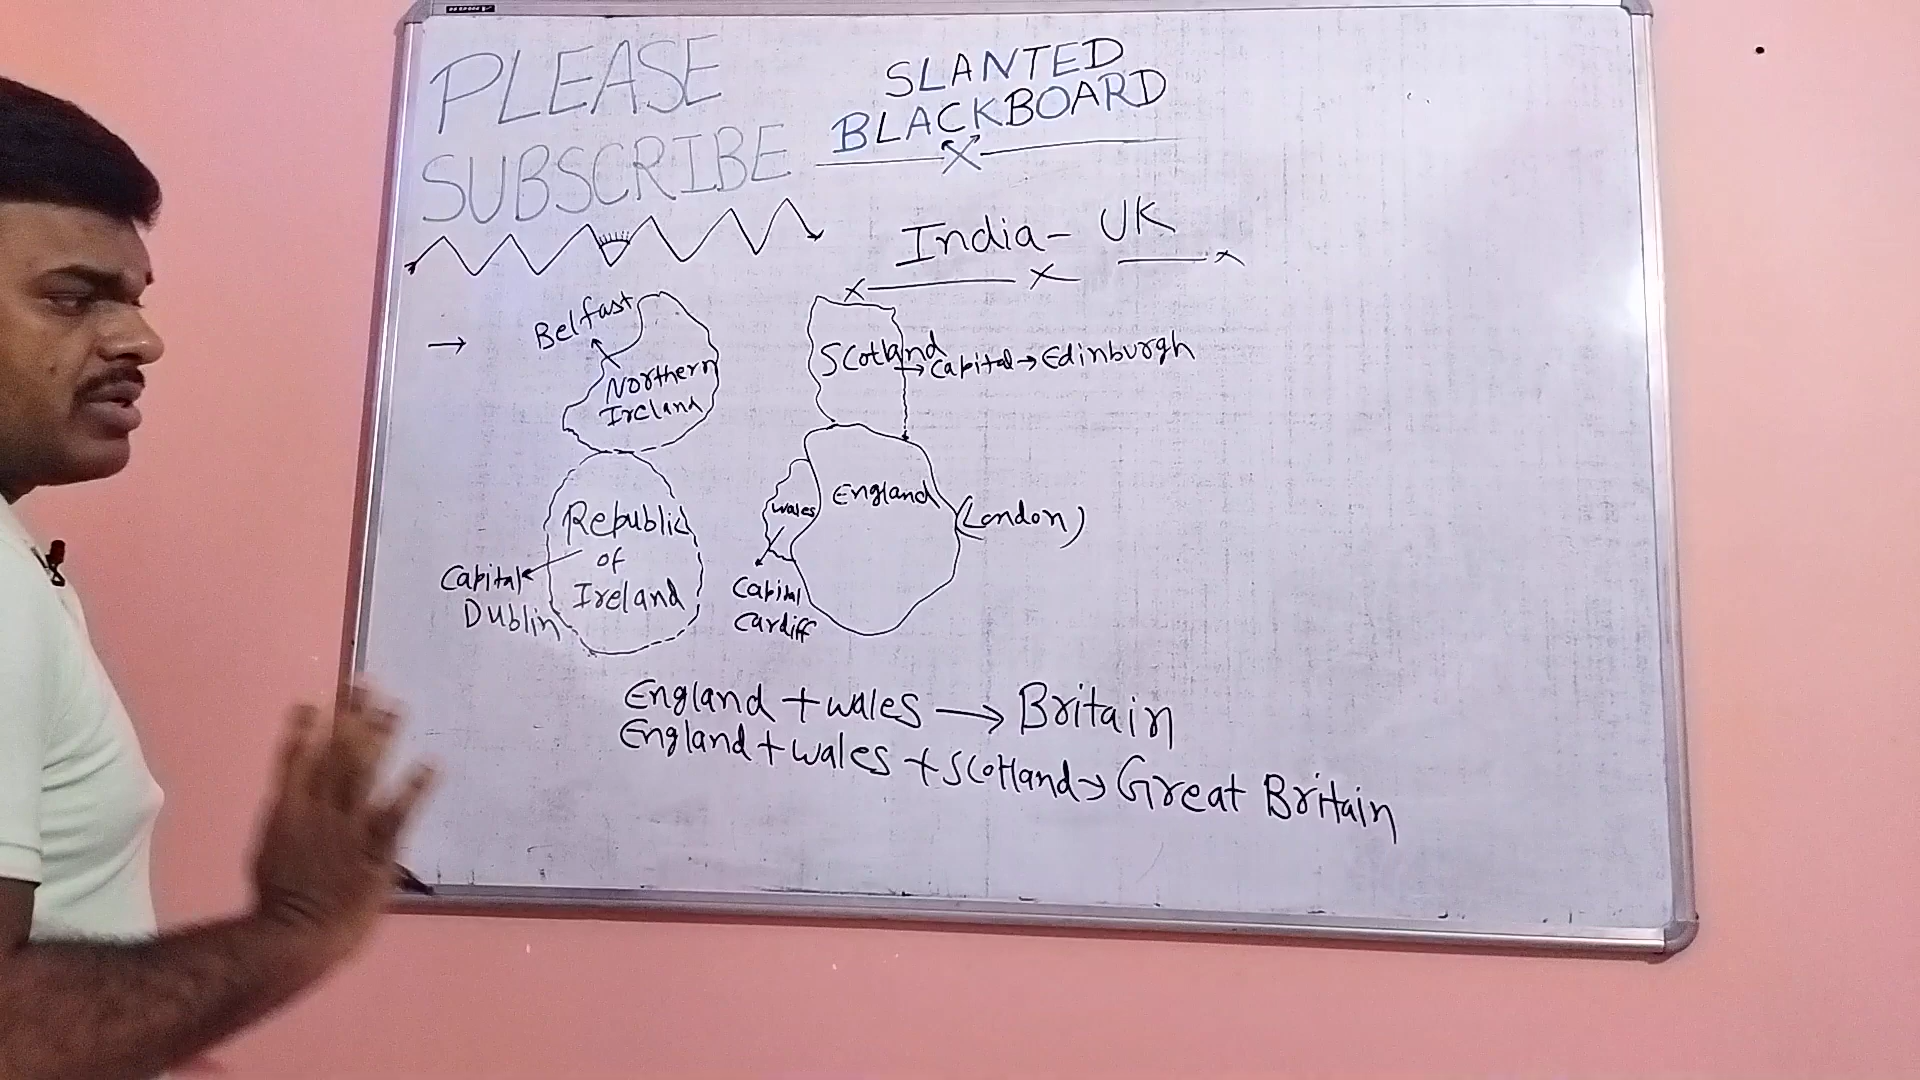 PLEASE
SUBSCRIBE
SLANTED
BLACKBOARD
India - UK
Belfast
Northern
Ireland
Scotland
Capital → Edinburgh
Republic
of
Ireland
Capital
Dublin
Wales
England
(London)
Capital
Cardiff
England + Wales → Britain
England + Wales + Scotland → Great Britain